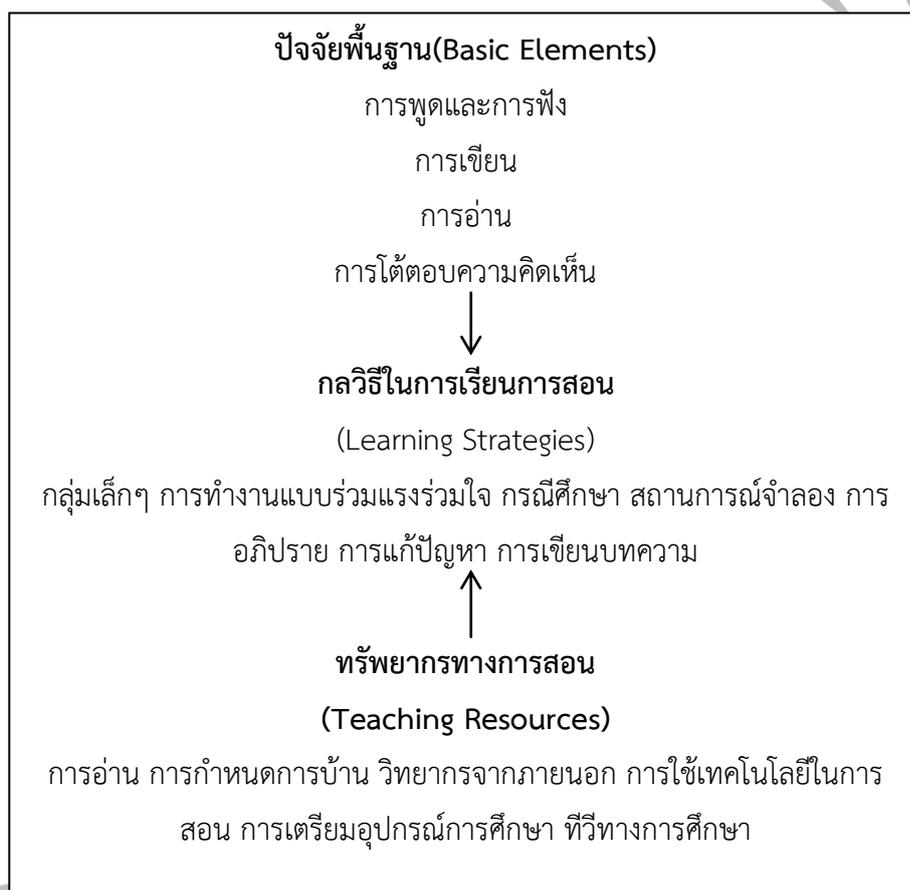 ปัจจัยพื้นฐาน(Basic Elements)
การพูดและการฟัง
การเขียน
การอ่าน
การโต้ตอบความคิดเห็น
กลวิธีในการเรียนการสอน
(Learning Strategies)
กลุ่มเล็กๆ การทำงานแบบร่วมแรงร่วมใจ กรณีศึกษา สถานการณ์จำลอง การ
อภิปราย การแก้ปัญหา การเขียนบทความ
ทรัพยากรทางการสอน
(Teaching Resources)
การอ่าน การกำหนดการบ้าน วิทยากรจากภายนอก การใช้เทคโนโลยีในการ
สอน การเตรียมอุปกรณ์การศึกษา ทีวีทางการศึกษา